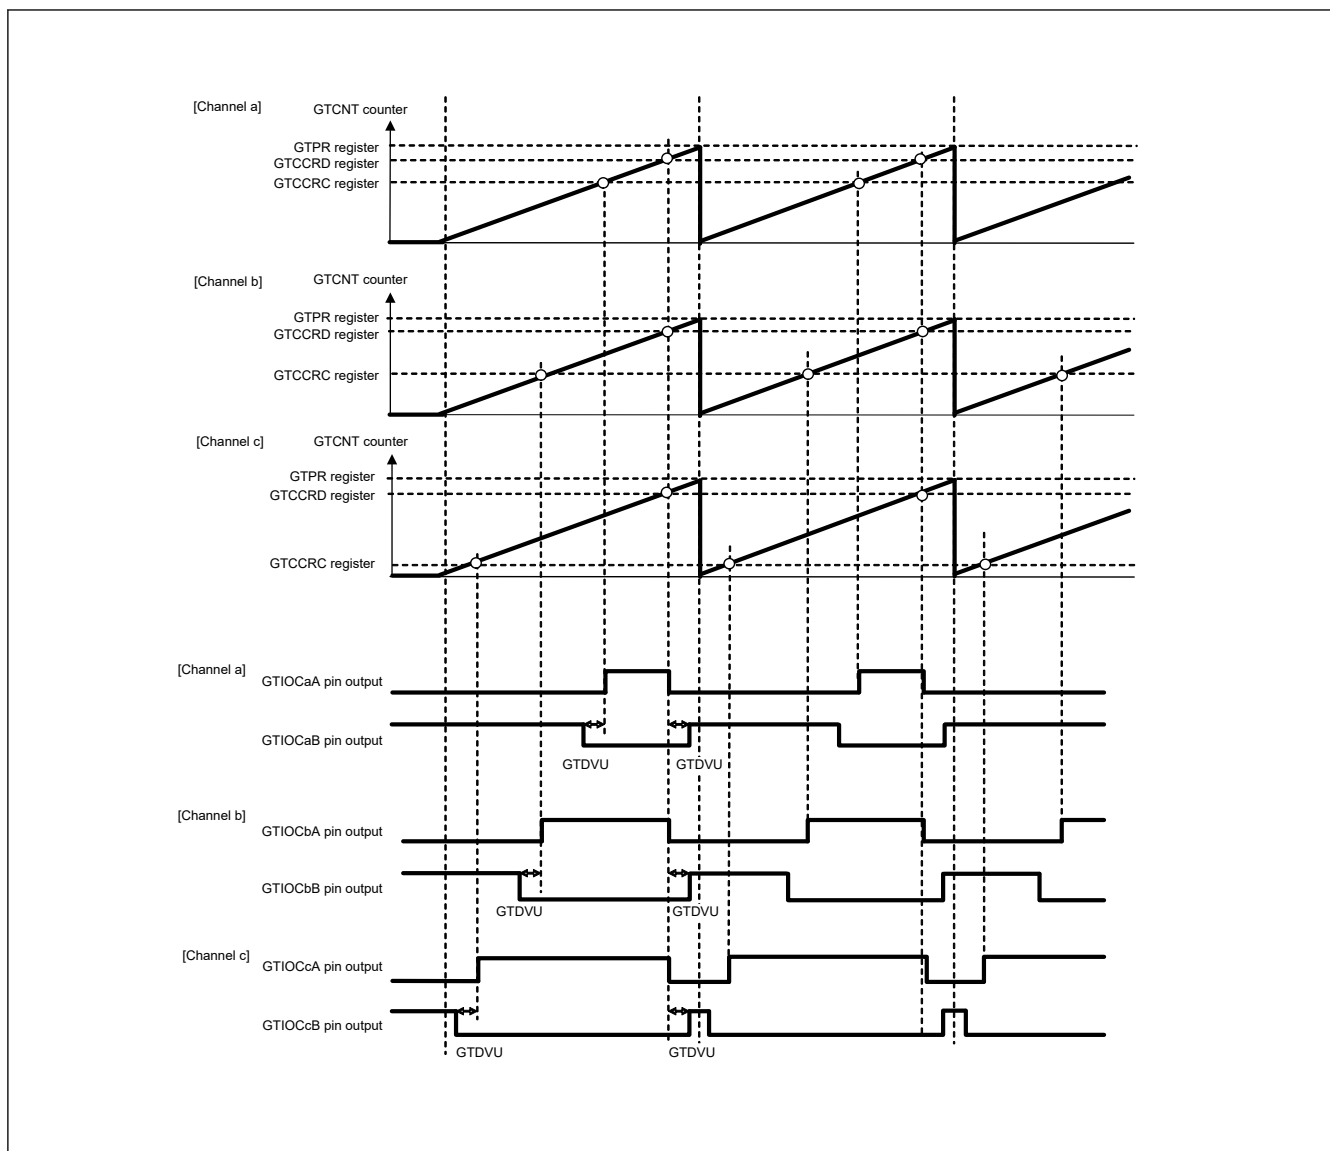 [Channel a] GTCNT counter
GTPR register
GTCCRD register
GTCCRC register
[Channel b] GTCNT counter
GTPR register
GTCCRD register
GTCCRC register
[Channel c] GTCNT counter
GTPR register
GTCCRD register
GTCCRC register
[Channel a]
GTIOCaA pin output
GTIOCaB pin output
GTDVU GTDVU
[Channel b]
GTIOCbA pin output
GTIOCbB pin output
GTDVU GTDVU
[Channel c]
GTIOCcA pin output
GTIOCcB pin output
GTDVU GTDVU